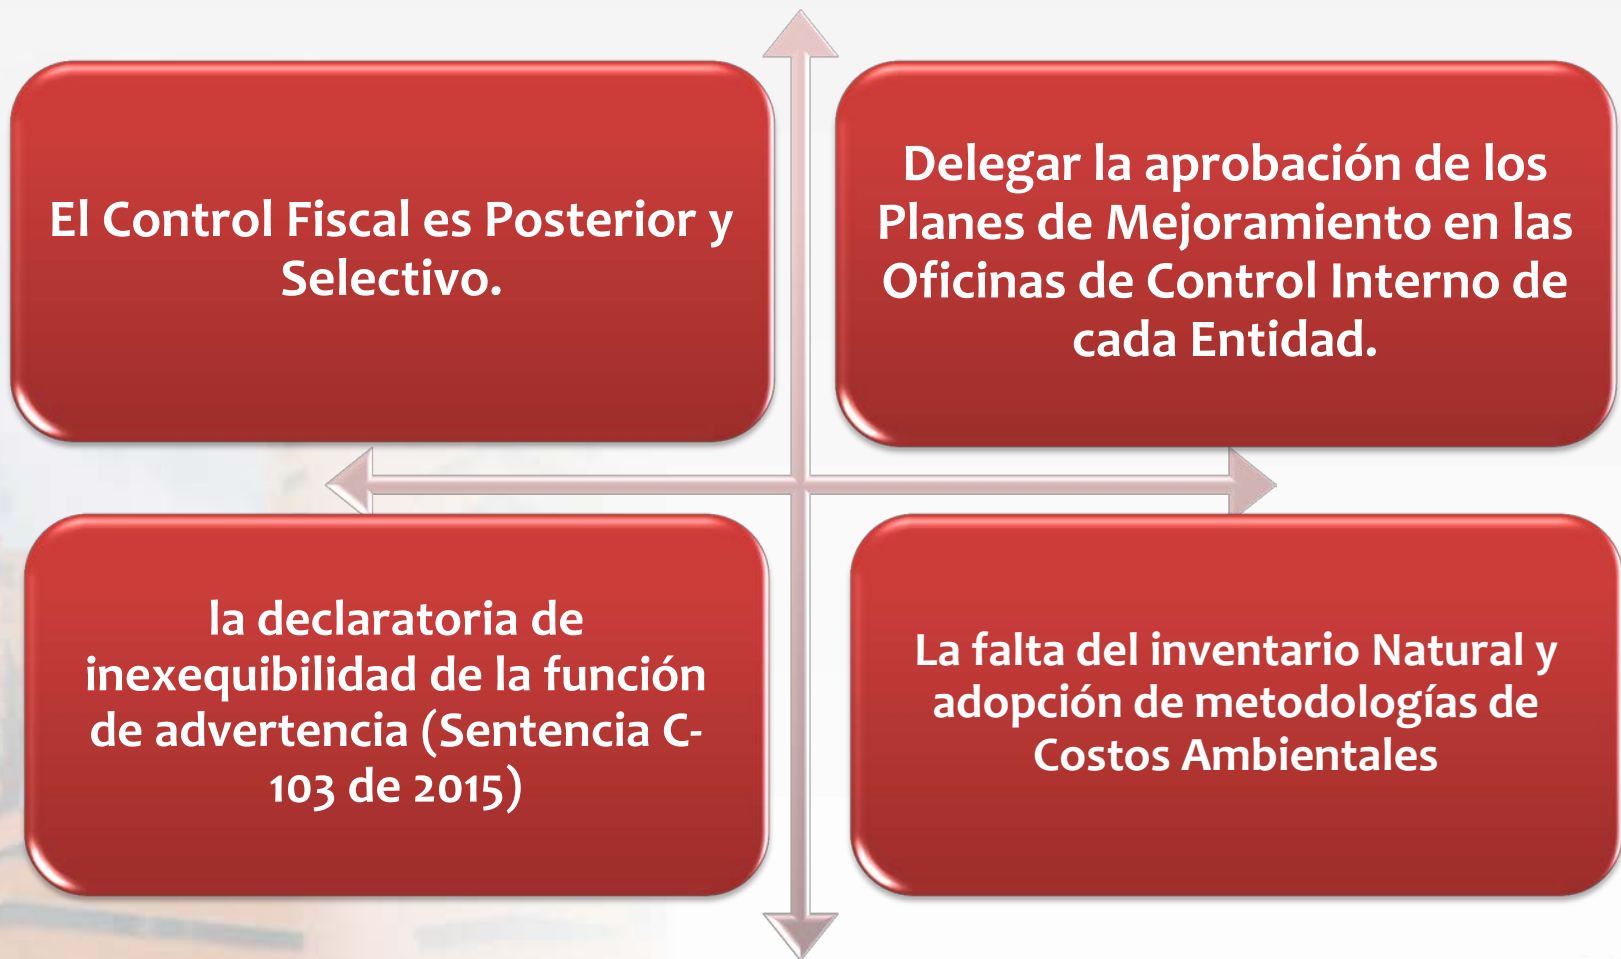 El Control Fiscal es Posterior y
Selectivo.
Delegar la aprobación de los
Planes de Mejoramiento en las
Oficinas de Control Interno de
cada Entidad.
la declaratoria de
inexequibilidad de la función
de advertencia (Sentencia C-
103 de 2015)
La falta del inventario Natural y
adopción de metodologías de
Costos Ambientales